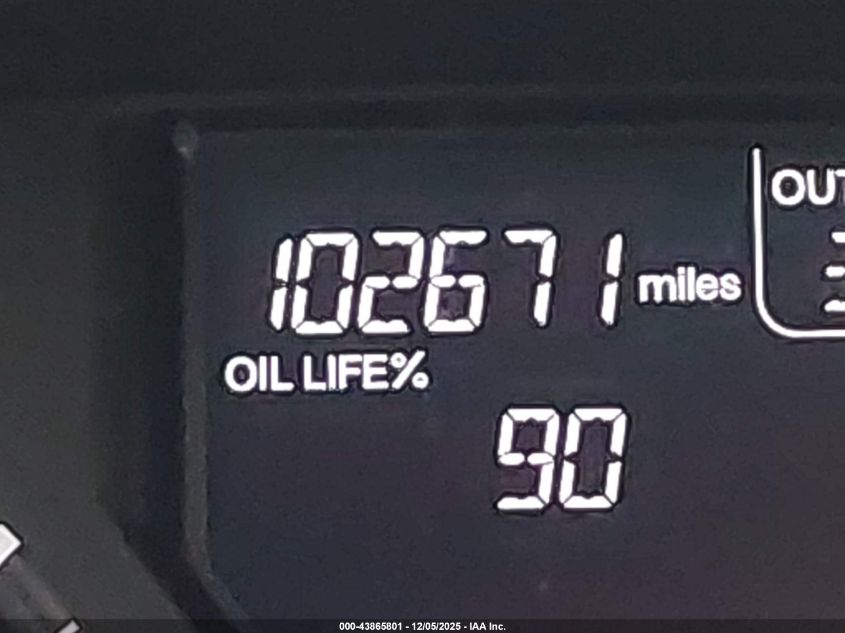 OUT
102671 miles
OIL LIFE%
90
000-43865801 - 12/05/2025 - IAA Inc.